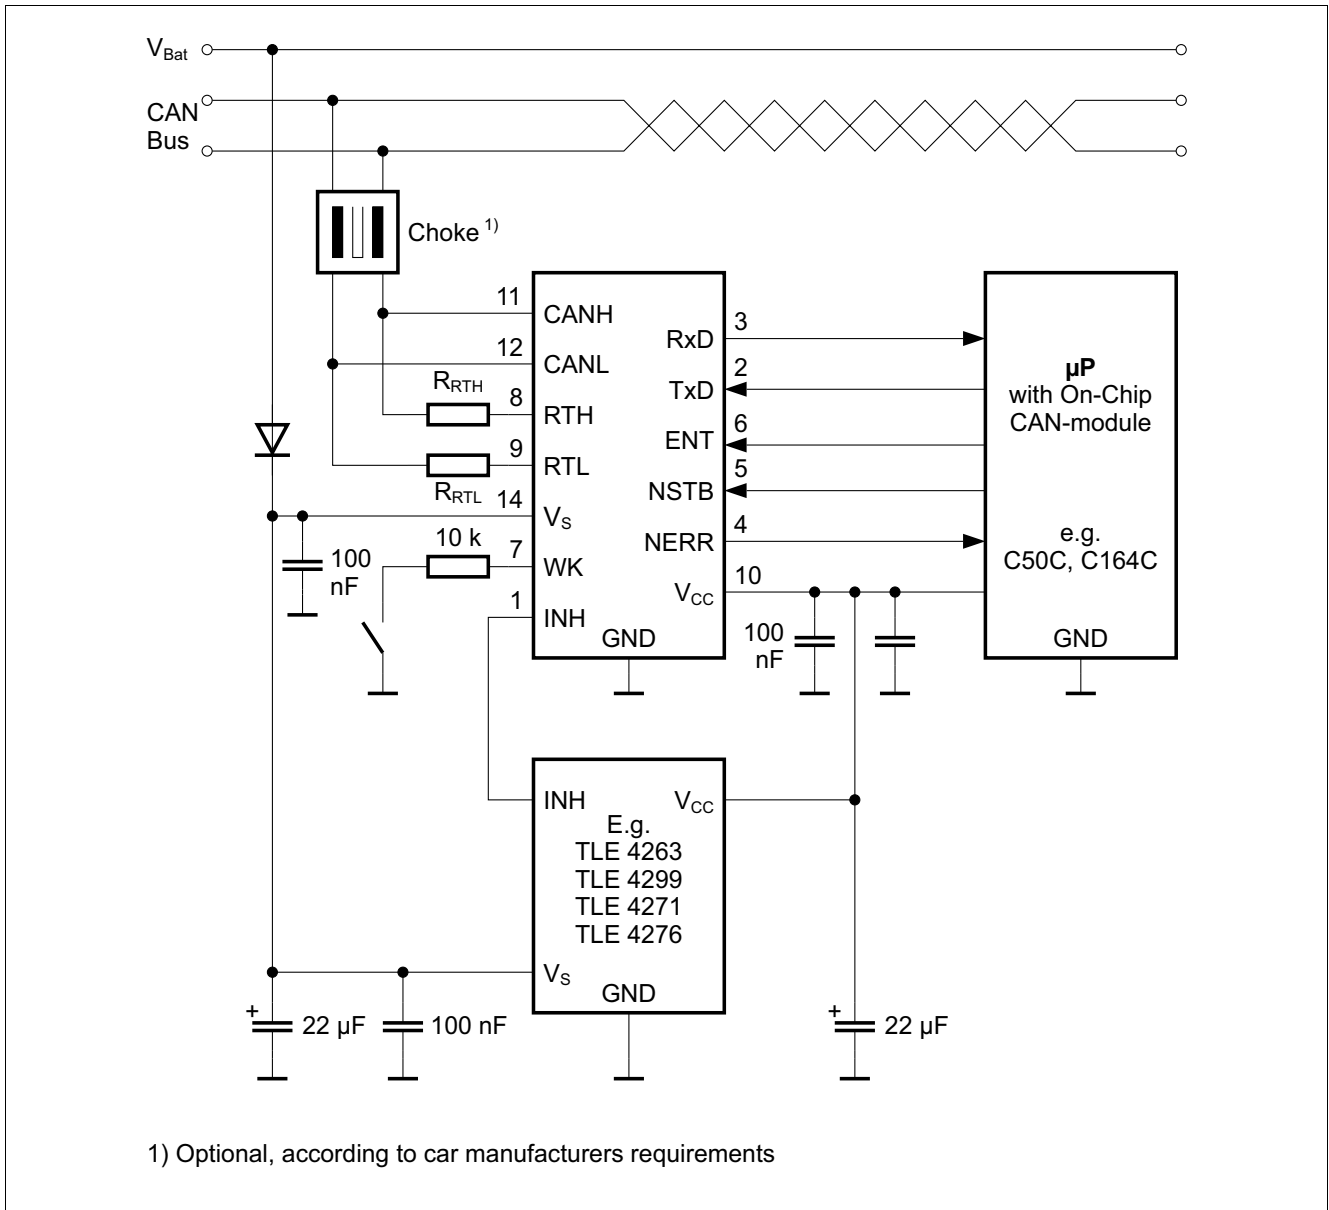 V_Bat
CAN
Bus
Choke 1)
11
CANH
12
CANL
R_RTH
8
RTH
9
RTL
R_RTL
14
V_S
100
nF
10 k
7
WK
1
INH
GND
RxD
3
TxD
2
ENT
6
NSTB
5
NERR
4
V_CC
10
100
nF
µP
with On-Chip
CAN-module
e.g.
C50C, C164C
GND
INH
V_CC
E.g.
TLE 4263
TLE 4299
TLE 4271
TLE 4276
V_S
GND
+
22 µF
100 nF
+
22 µF
1) Optional, according to car manufacturers requirements